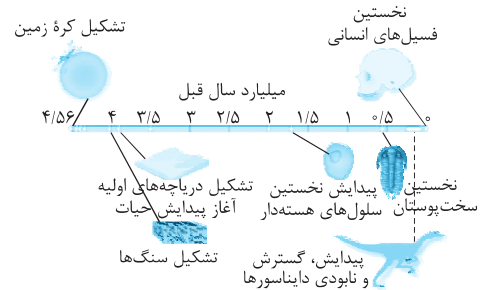 نخستین
فسیل‌های انسانی
تشکیل کرهٔ زمین
میلیارد سال قبل
۴/۵۶ ۴ ۳/۵ ۳ ۲/۵ ۲ ۱/۵ ۱ ۰/۵ ۰
نخستین
سخت‌پوستان
پیدایش نخستین
سلول‌های هسته‌دار
تشکیل دریاچه‌های اولیه
آغاز پیدایش حیات
تشکیل سنگ‌ها
پیدایش، گسترش
و نابودی دایناسورها